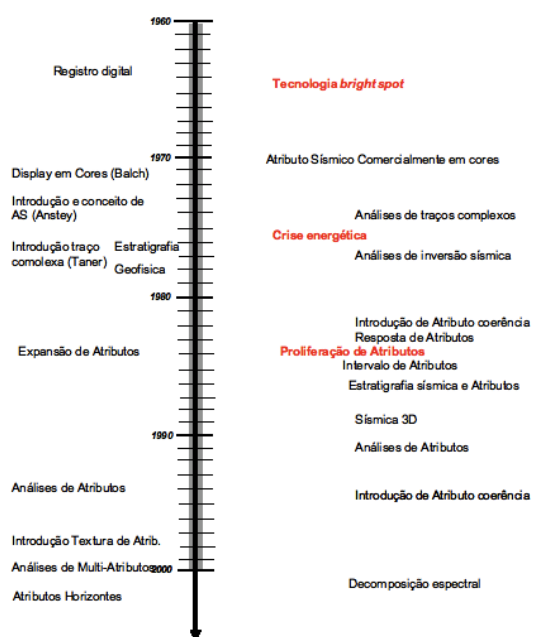 1960
Registro digital
Tecnologia bright spot
1970
Atributo Sísmico Comercialmente em cores
Display em Cores (Balch)
Introdução e conceito de
AS (Anstey)
Análises de traços complexos
Crise energética
Introdução traço
comolexa (Taner)
Estratigrafia
Geofisica
Análises de inversão sísmica
1980
Introdução de Atributo coerência
Resposta de Atributos
Expansão de Atributos
Proliferação de Atributos
Intervalo de Atributos
Estratigrafia sísmica e Atributos
Sísmica 3D
1990
Análises de Atributos
Análises de Atributos
Introdução de Atributo coerência
Introdução Textura de Atrib.
Análises de Multi-Atributos
2000
Decomposição espectral
Atributos Horizontes